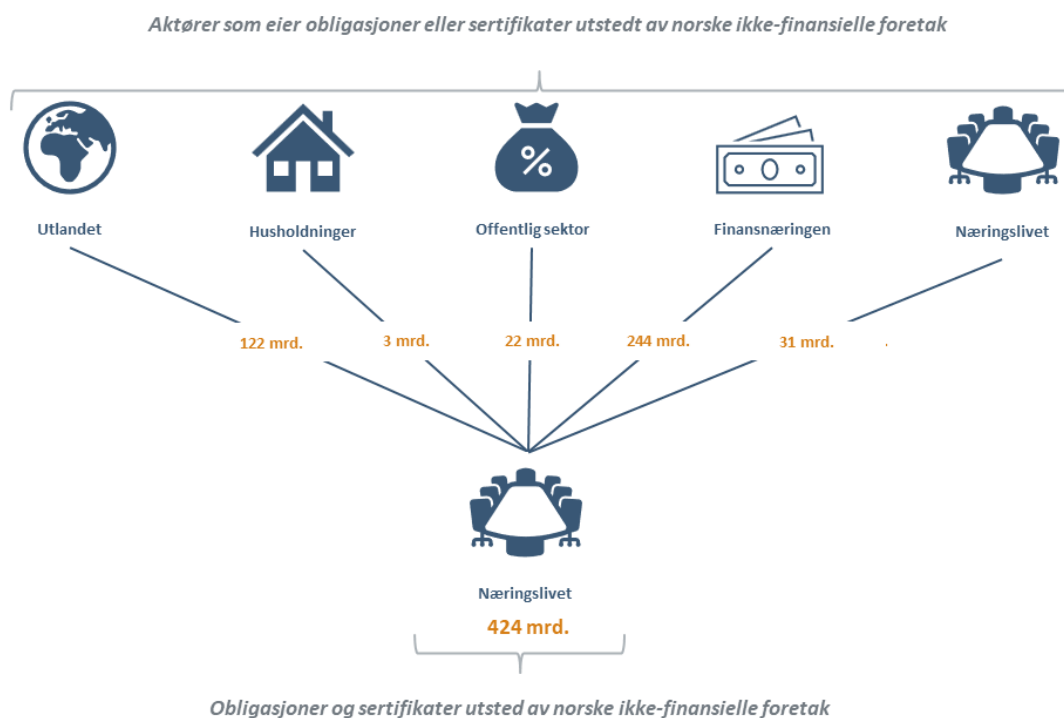 Aktører som eier obligasjoner eller sertifikater utstedt av norske ikke-finansielle foretak
%
Utlandet
Husholdninger
Offentlig sektor
Finansnæringen
Næringslivet
122 mrd.
3 mrd.
22 mrd.
244 mrd.
31 mrd.
.
Næringslivet
424 mrd.
Obligasjoner og sertifikater utsted av norske ikke-finansielle foretak